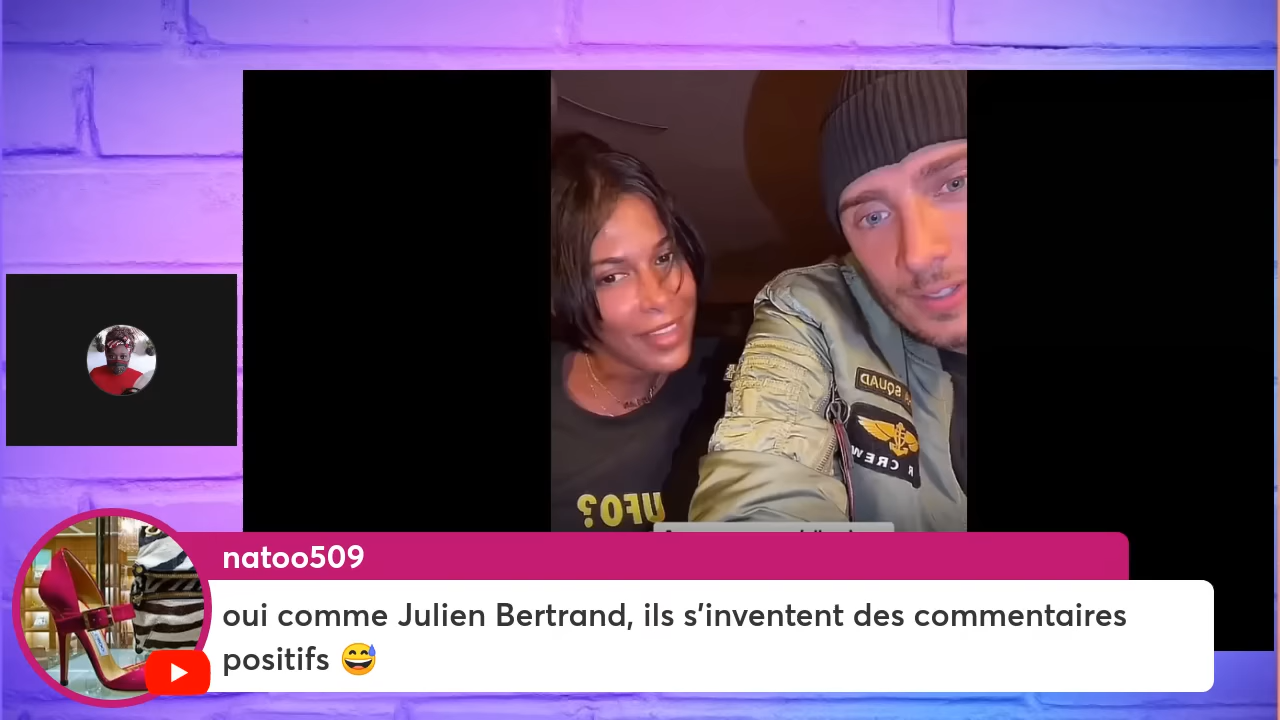 SQUAD
R CREW
UFO?
natoo509
oui comme Julien Bertrand, ils s'inventent des commentaires
positifs 😅